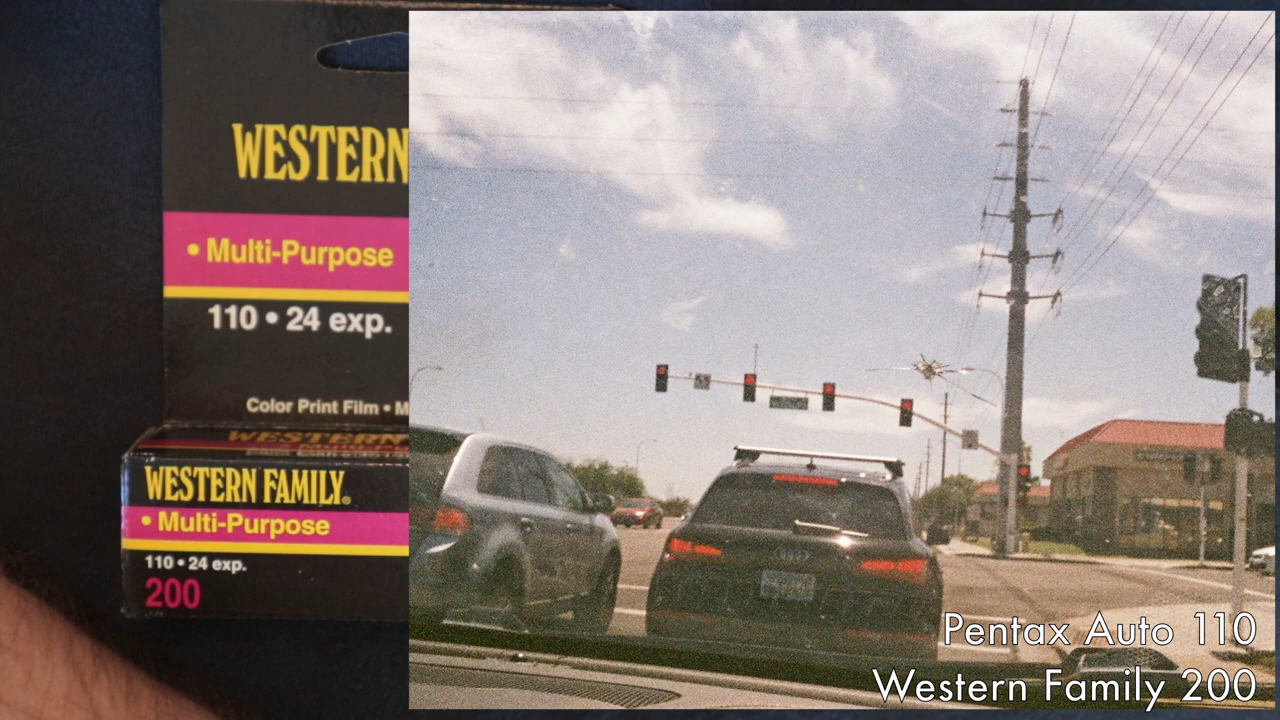 WESTERN
• Multi-Purpose
110 • 24 exp.
Color Print Film • M
WESTERN
WESTERN FAMILY®
• Multi-Purpose
110 • 24 exp.
200
Pentax Auto 110
Western Family 200